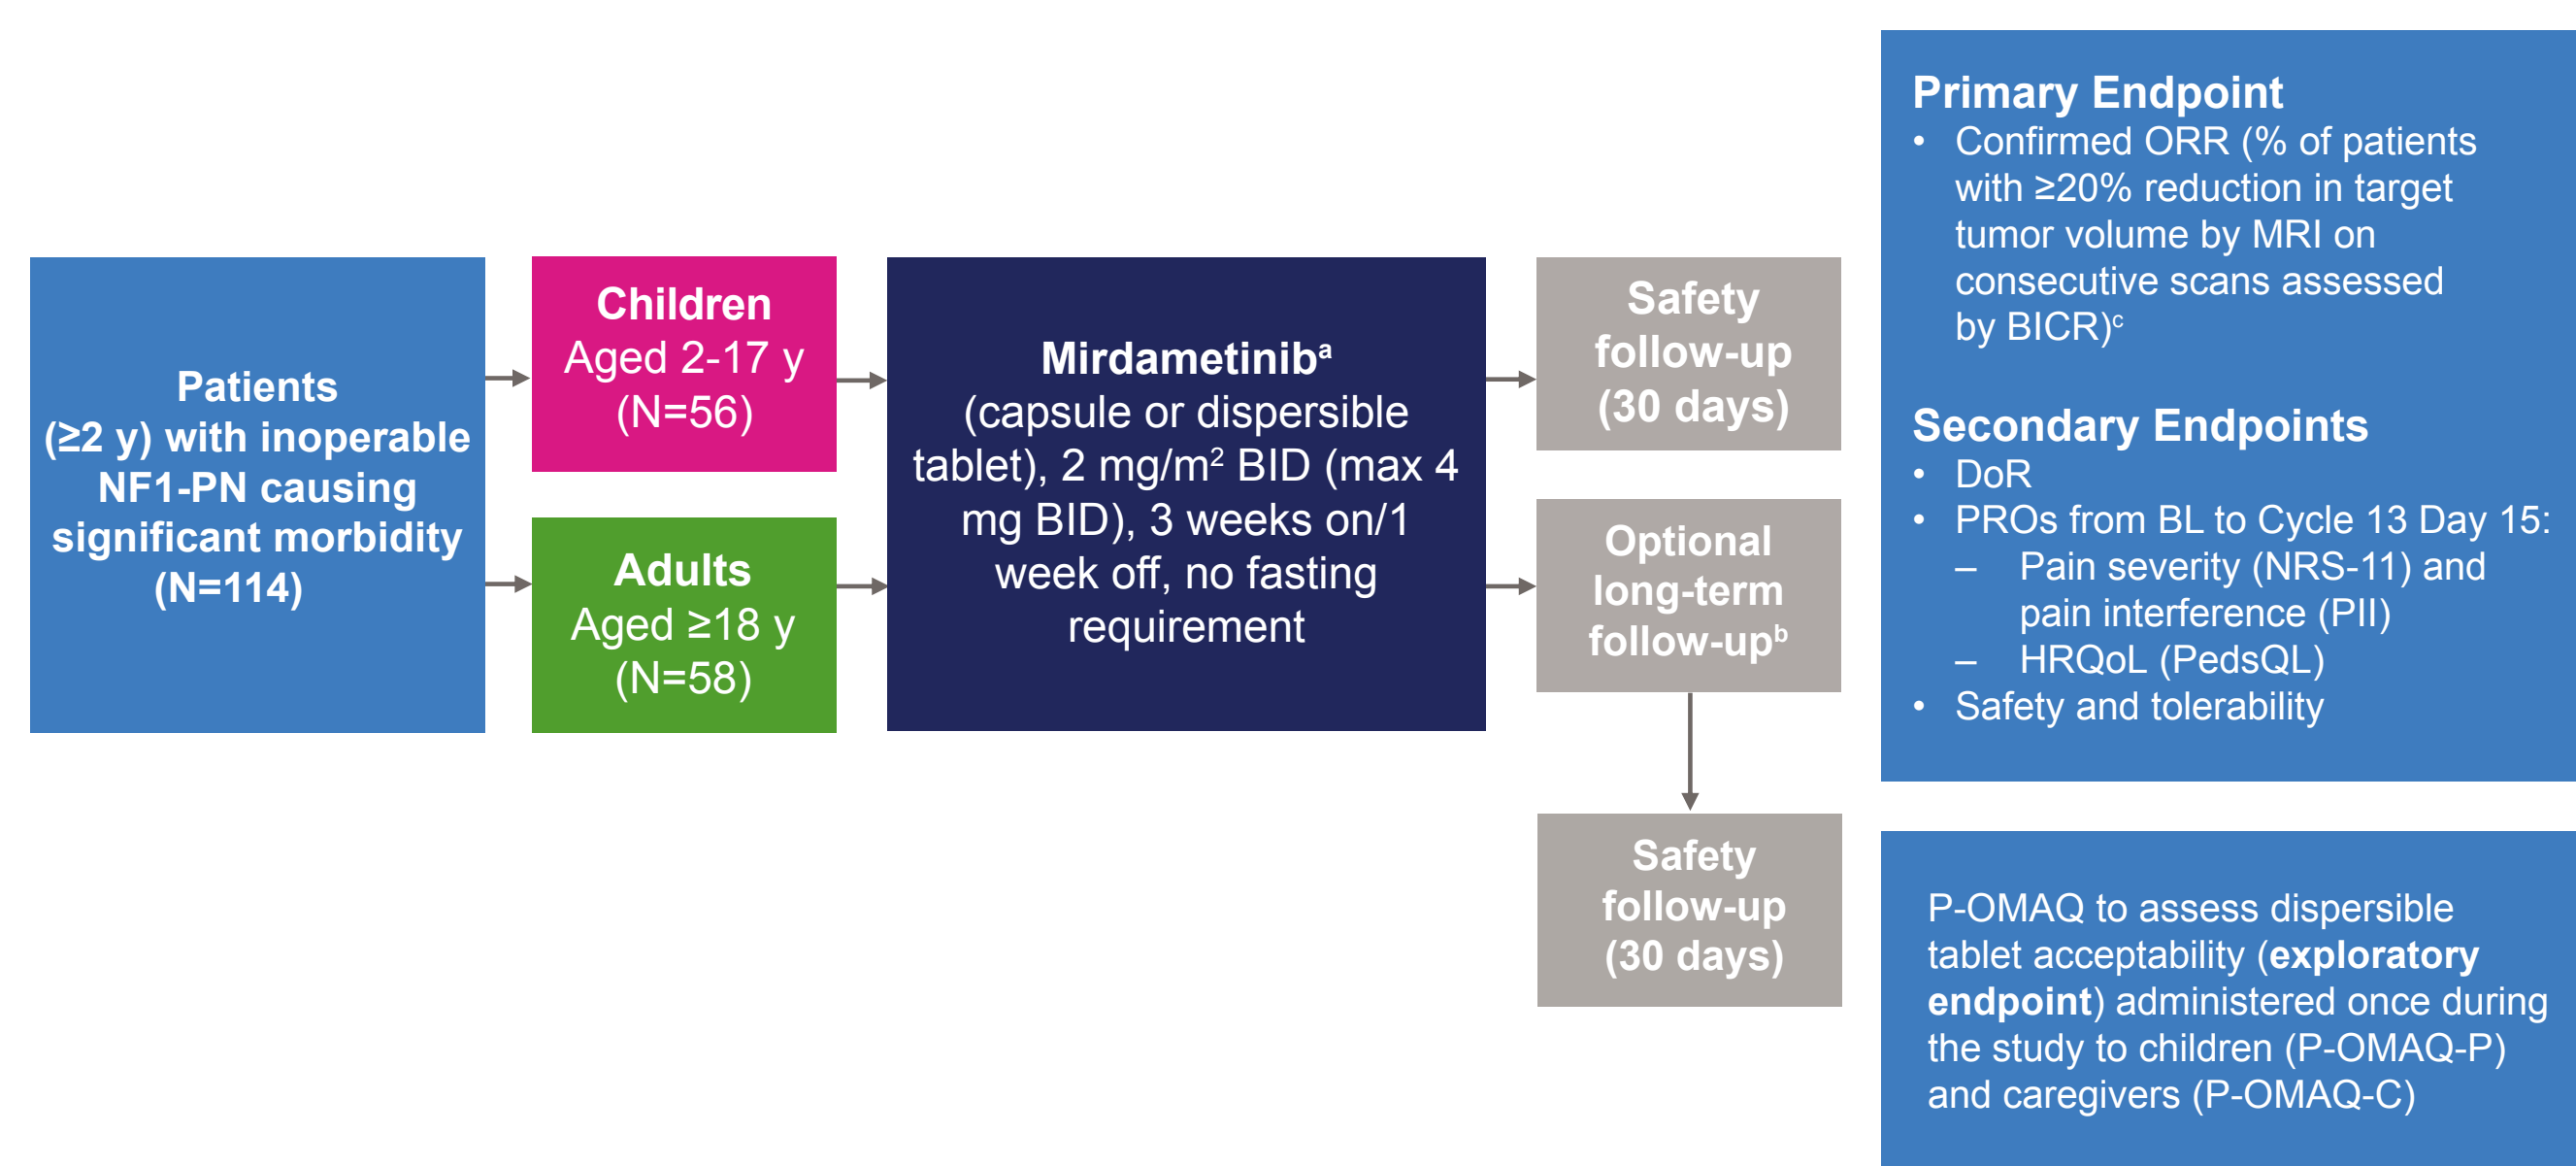 Patients
(≥2 y) with inoperable
NF1-PN causing
significant morbidity
(N=114)
Children
Aged 2-17 y
(N=56)
Adults
Aged ≥18 y
(N=58)
Mirdametinibᵃ
(capsule or dispersible
tablet), 2 mg/m² BID (max 4
mg BID), 3 weeks on/1
week off, no fasting
requirement
Safety
follow-up
(30 days)
Optional
long-term
follow-upᵇ
Safety
follow-up
(30 days)
Primary Endpoint
• Confirmed ORR (% of patients
with ≥20% reduction in target
tumor volume by MRI on
consecutive scans assessed
by BICR)ᶜ
Secondary Endpoints
• DoR
• PROs from BL to Cycle 13 Day 15:
– Pain severity (NRS-11) and
pain interference (PII)
– HRQoL (PedsQL)
• Safety and tolerability
P-OMAQ to assess dispersible
tablet acceptability (exploratory
endpoint) administered once during
the study to children (P-OMAQ-P)
and caregivers (P-OMAQ-C)